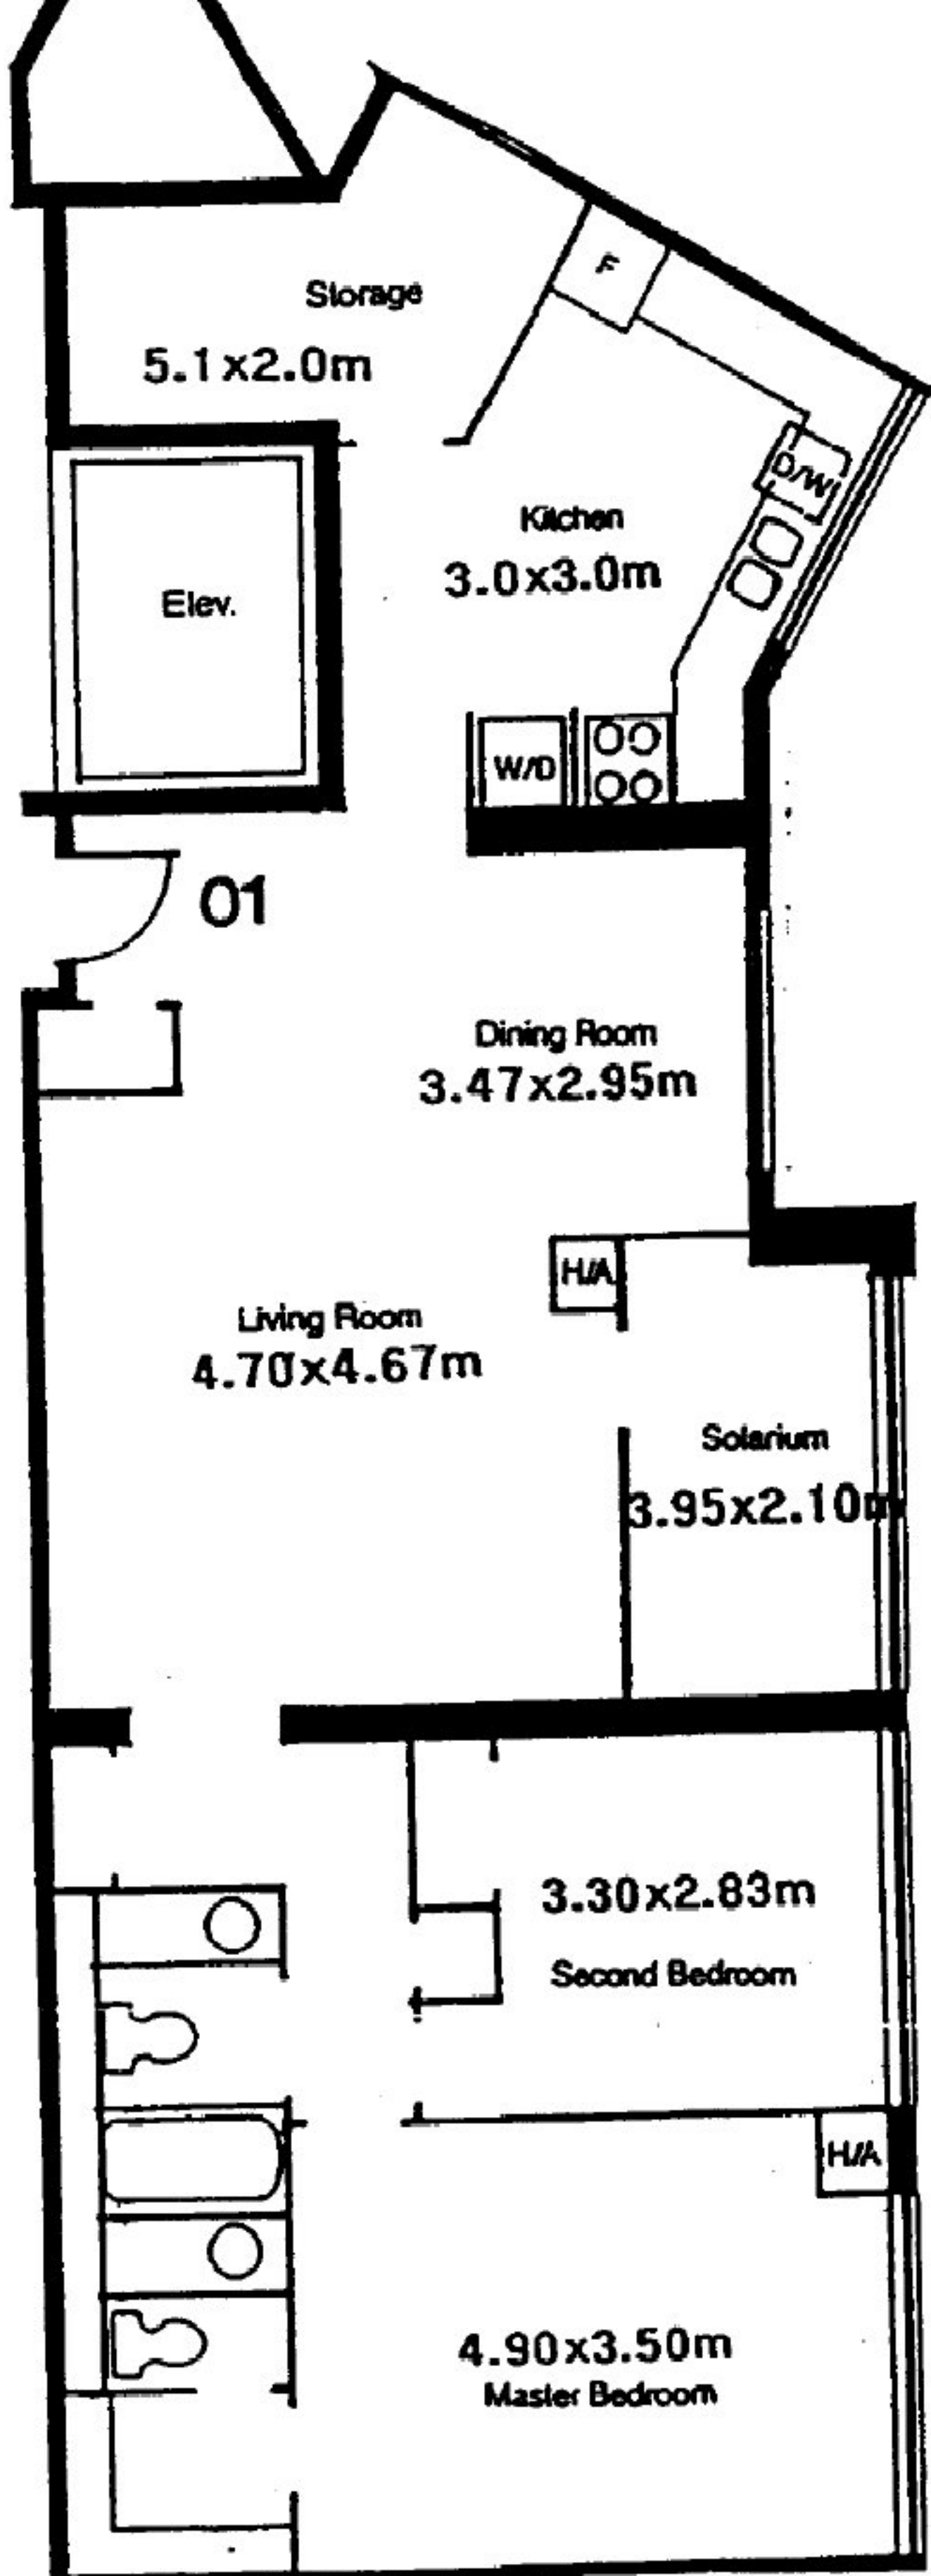 F
Storage
5.1x2.0m
D/W
Kitchen
3.0x3.0m
Elev.
W/D
01
Dining Room
3.47x2.95m
H/A
Living Room
4.70x4.67m
Solarium
3.95x2.10m
3.30x2.83m
Second Bedroom
H/A
4.90x3.50m
Master Bedroom